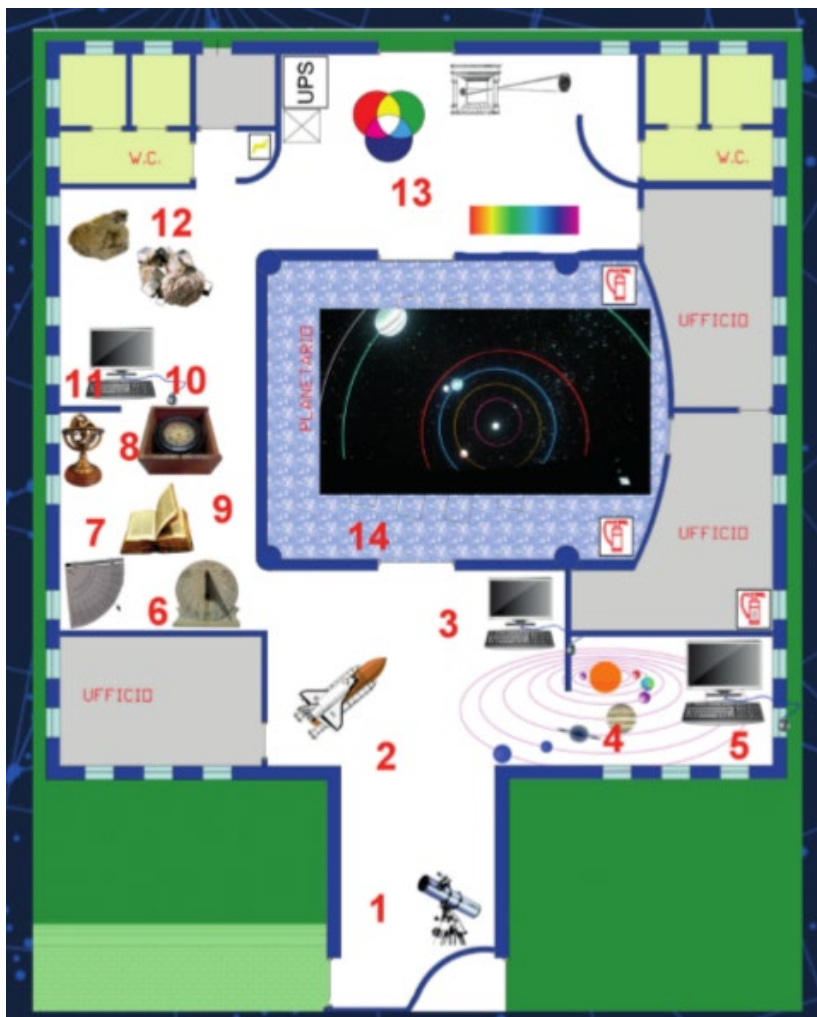 UPS
W.C.
W.C.
13
12
UFFICIO
PLANETARIO
11
10
8
9
7
14
UFFICIO
6
3
UFFICIO
2
4
5
1